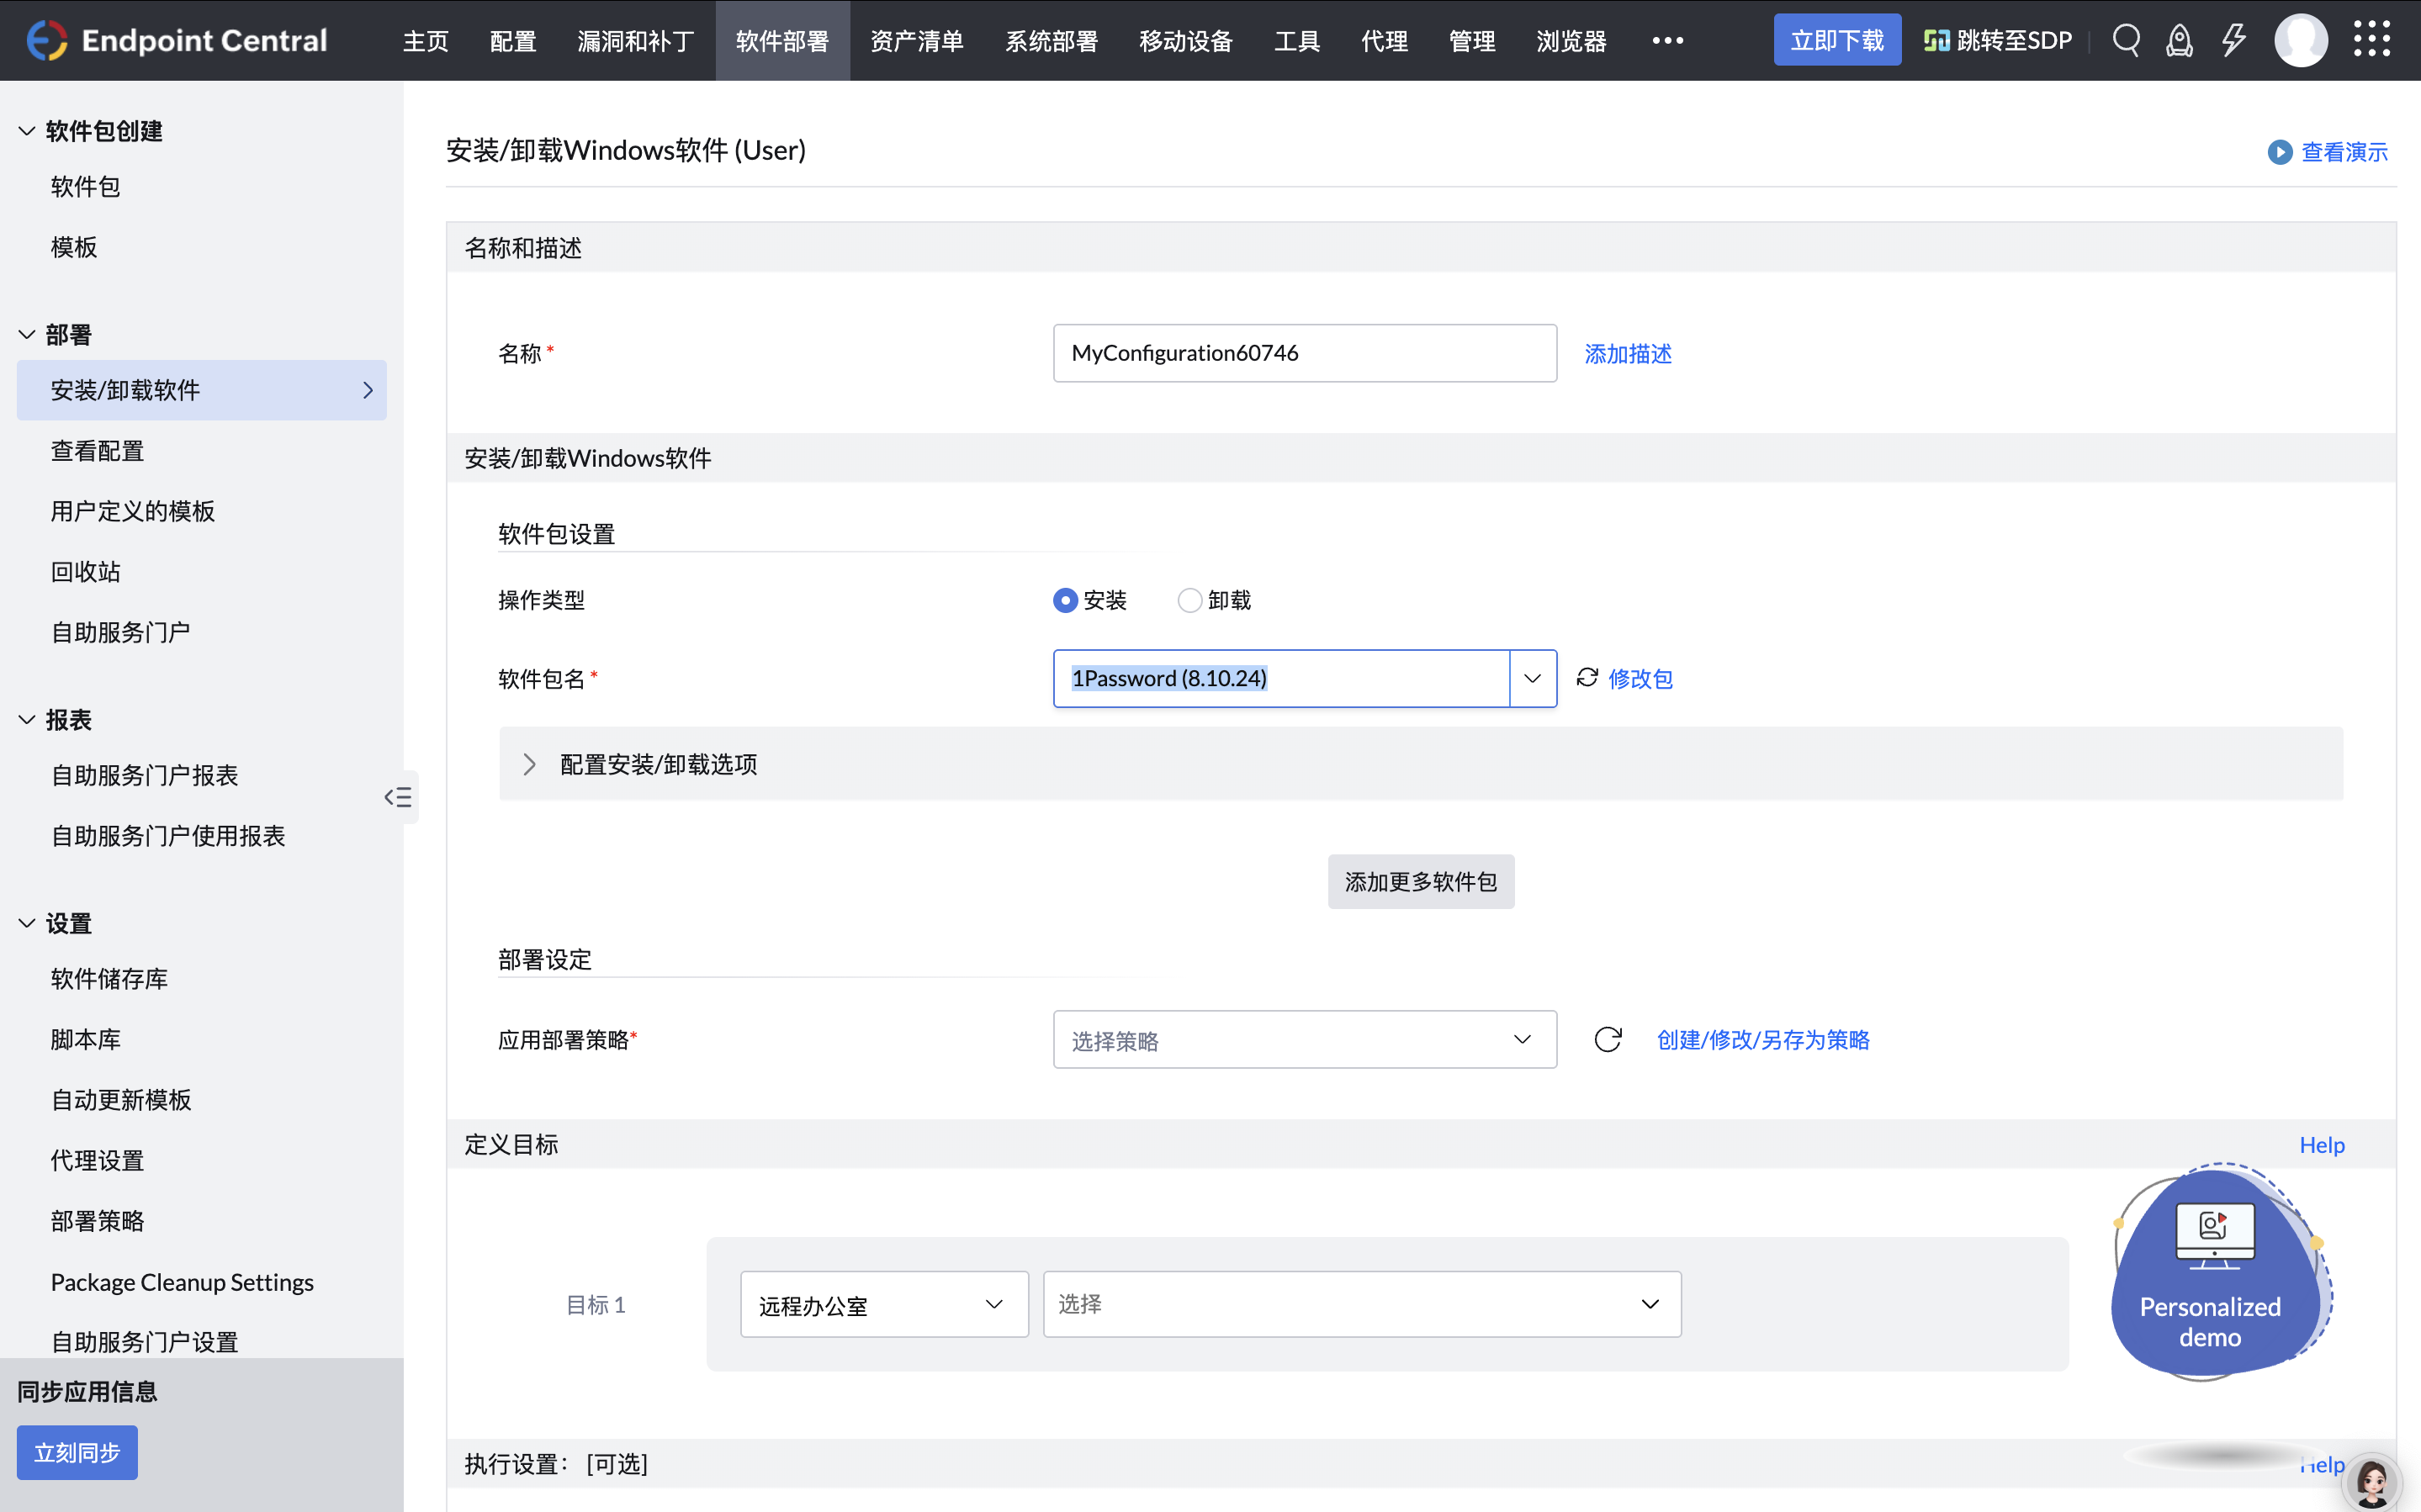 Endpoint Central
主页
配置
漏洞和补丁
软件部署
资产清单
系统部署
移动设备
工具
代理
管理
浏览器
立即下载
跳转至SDP
软件包创建
软件包
模板
部署
安装/卸载软件
查看配置
用户定义的模板
回收站
自助服务门户
报表
自助服务门户报表
自助服务门户使用报表
设置
软件储存库
脚本库
自动更新模板
代理设置
部署策略
Package Cleanup Settings
自助服务门户设置
同步应用信息
立刻同步
安装/卸载Windows软件 (User)
查看演示
名称和描述
名称*
MyConfiguration60746
添加描述
安装/卸载Windows软件
软件包设置
操作类型
安装
卸载
软件包名*
1Password (8.10.24)
修改包
配置安装/卸载选项
添加更多软件包
部署设定
应用部署策略*
选择策略
创建/修改/另存为策略
定义目标
Help
目标 1
远程办公室
选择
Personalized
demo
执行设置： [可选]
Help